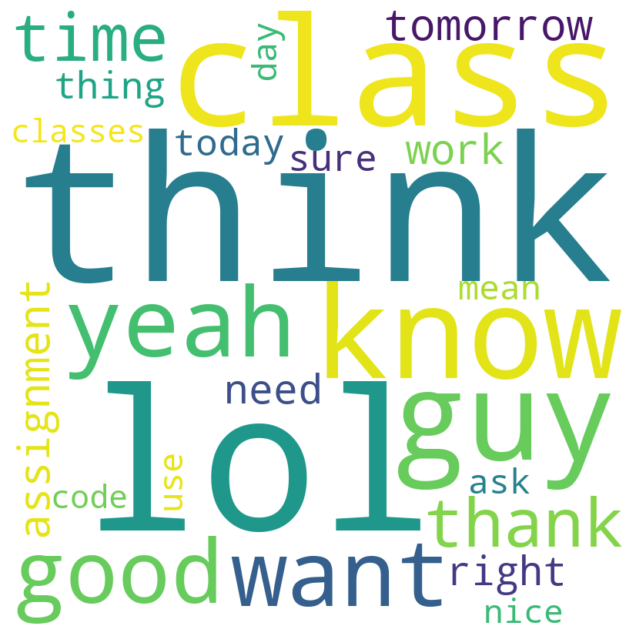 time
class
day
tomorrow
thing
classes
today
sure
work
think
mean
yeah
know
assignment
need
guy
lol
use
code
ask
thank
good
want
right
nice